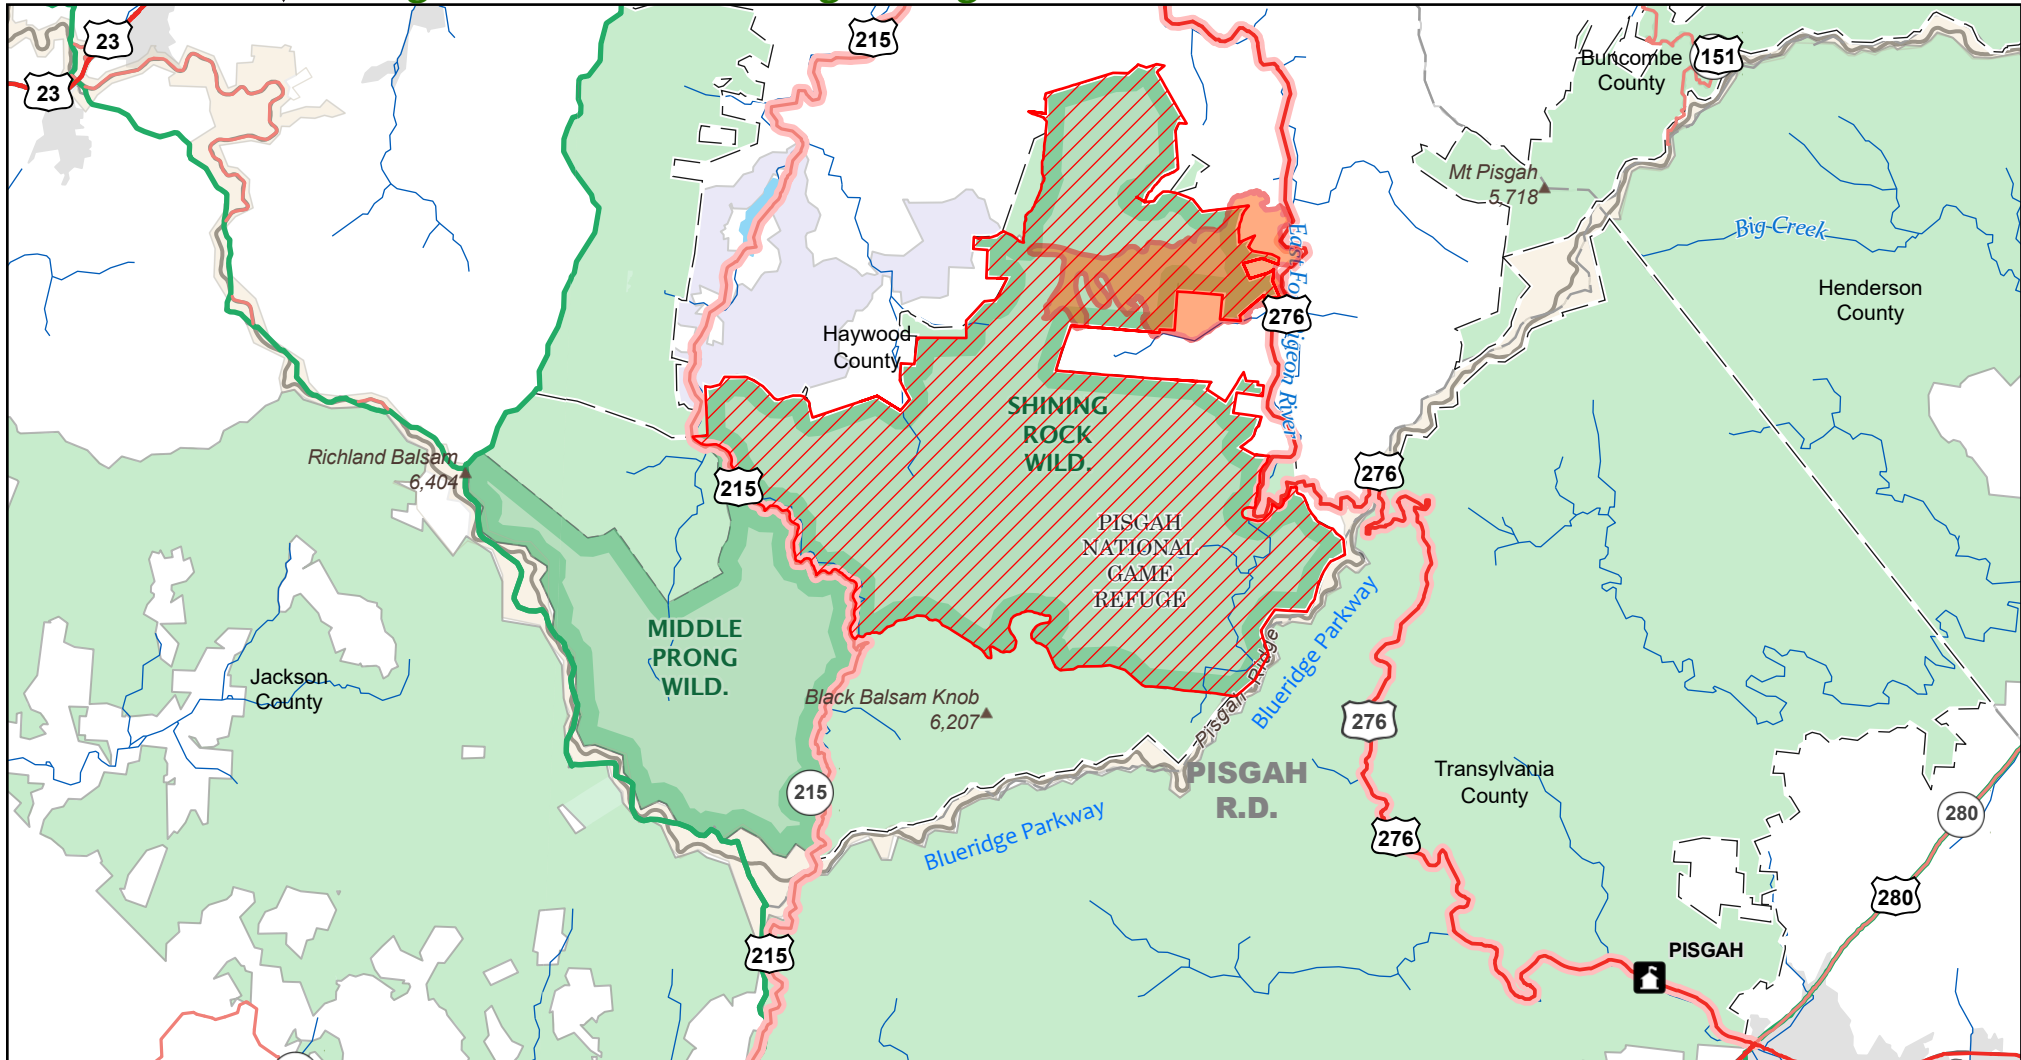 23
23
215
151
Buncombe
County
Mt Pisgah
5,718
Big Creek
Henderson
County
East Fo
276
igeon River
Haywood
County
SHINING
ROCK
WILD.
Richland Balsam
6,404
215
276
PISGAH
NATIONAL
GAME
REFUGE
MIDDLE
PRONG
WILD.
Jackson
County
Black Balsam Knob
6,207
Pisgah Ridge
Blueridge Parkway
276
215
PISGAH
R.D.
Transylvania
County
280
Blueridge Parkway
276
280
215
PISGAH